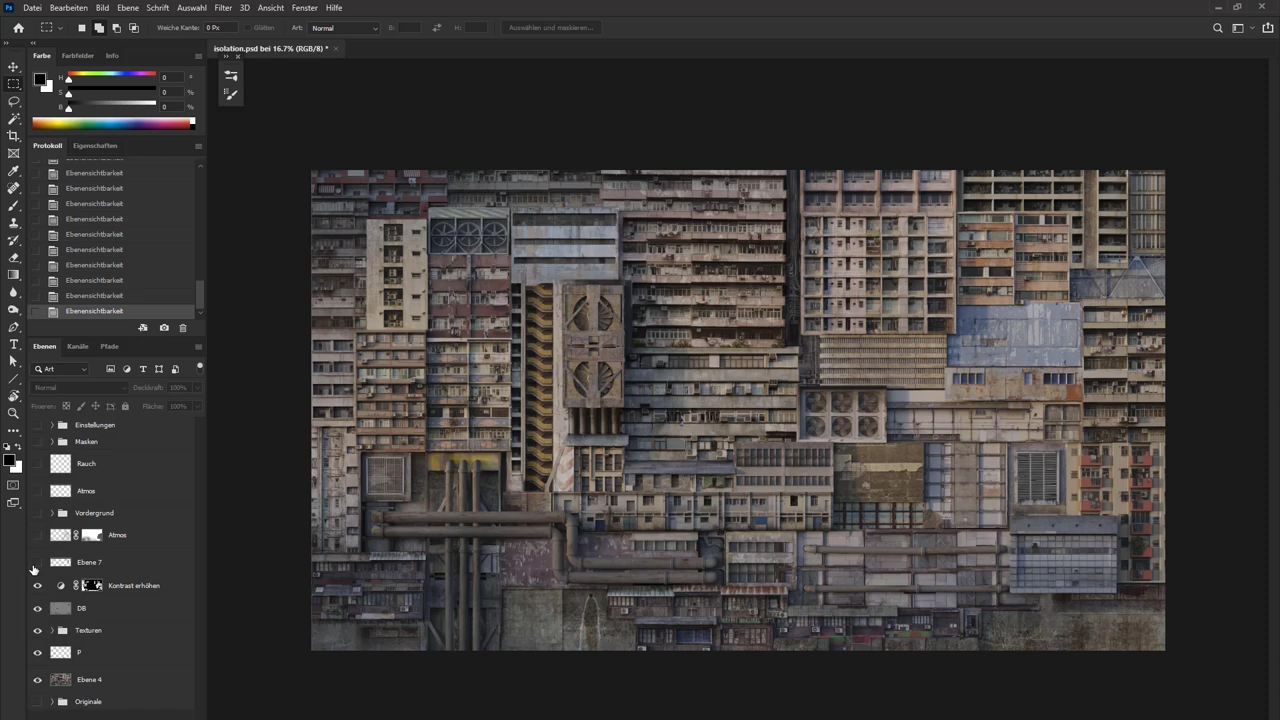 Ps Datei Bearbeiten Bild Ebene Schrift Auswahl Filter 3D Ansicht Fenster Hilfe
Weiche Kante: 0 Px Glätten Art: Normal B: H: Auswählen und maskieren...
isolation.psd bei 16.7% (RGB/8) * ×
Farbe Farbfelder Info
H 0 °
S 0 %
B 0 %
Protokoll Eigenschaften
Ebenensichtbarkeit
Ebenensichtbarkeit
Ebenensichtbarkeit
Ebenensichtbarkeit
Ebenensichtbarkeit
Ebenensichtbarkeit
Ebenensichtbarkeit
Ebenensichtbarkeit
Ebenensichtbarkeit
Ebenensichtbarkeit
Ebenensichtbarkeit
Ebenen Kanäle Pfade
Art
Normal Deckkraft: 100%
Fixieren: Fläche: 100%
Einstellungen
Masken
Rauch
Atmos
Vordergrund
Atmos
Ebene 7
Kontrast erhöhen
DB
Texturen
P
Ebene 4
Originale